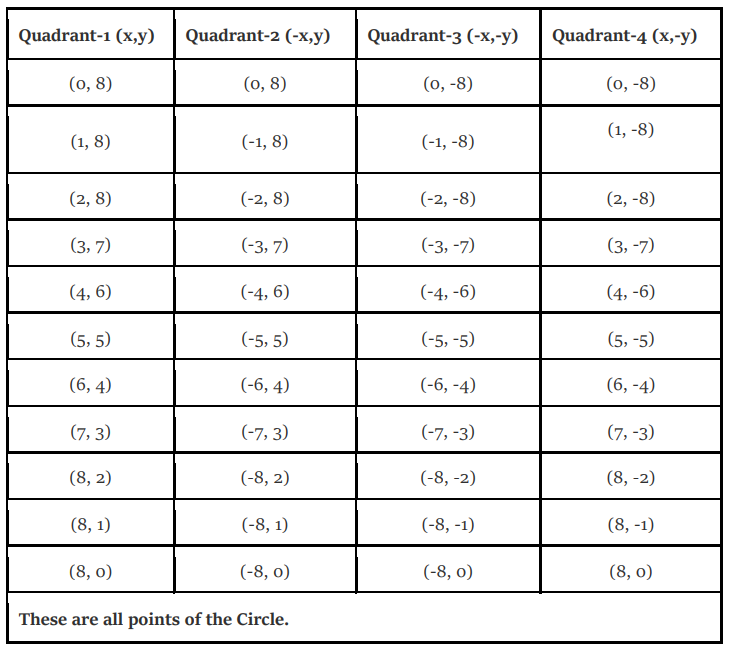 Quadrant-1 (x,y) Quadrant-2 (-x,y) Quadrant-3 (-x,-y) Quadrant-4 (x,-y)
(0, 8) (0, 8) (0, -8) (0, -8)
(1, 8) (-1, 8) (-1, -8) (1, -8)
(2, 8) (-2, 8) (-2, -8) (2, -8)
(3, 7) (-3, 7) (-3, -7) (3, -7)
(4, 6) (-4, 6) (-4, -6) (4, -6)
(5, 5) (-5, 5) (-5, -5) (5, -5)
(6, 4) (-6, 4) (-6, -4) (6, -4)
(7, 3) (-7, 3) (-7, -3) (7, -3)
(8, 2) (-8, 2) (-8, -2) (8, -2)
(8, 1) (-8, 1) (-8, -1) (8, -1)
(8, 0) (-8, 0) (-8, 0) (8, 0)
These are all points of the Circle.